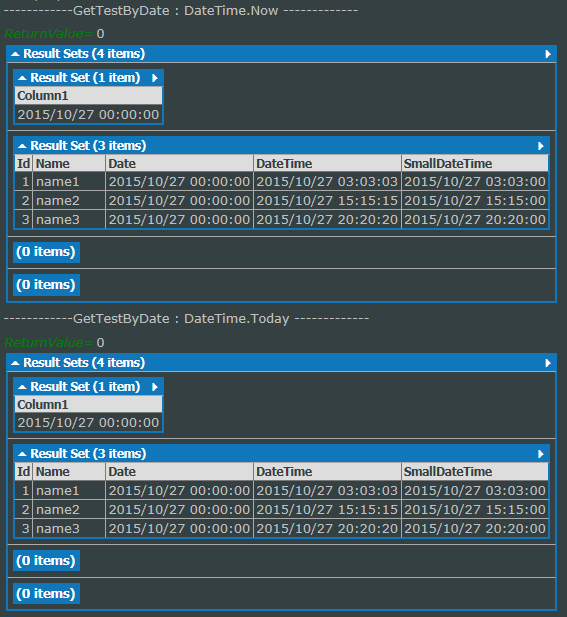 ------------GetTestByDate : DateTime.Now -------------
ReturnValue= 0
Result Sets (4 items)
Result Set (1 item)
Column1
2015/10/27 00:00:00
Result Set (3 items)
Id Name Date DateTime SmallDateTime
1 name1 2015/10/27 00:00:00 2015/10/27 03:03:03 2015/10/27 03:03:00
2 name2 2015/10/27 00:00:00 2015/10/27 15:15:15 2015/10/27 15:15:00
3 name3 2015/10/27 00:00:00 2015/10/27 20:20:20 2015/10/27 20:20:00
(0 items)
(0 items)
------------GetTestByDate : DateTime.Today -------------
ReturnValue= 0
Result Sets (4 items)
Result Set (1 item)
Column1
2015/10/27 00:00:00
Result Set (3 items)
Id Name Date DateTime SmallDateTime
1 name1 2015/10/27 00:00:00 2015/10/27 03:03:03 2015/10/27 03:03:00
2 name2 2015/10/27 00:00:00 2015/10/27 15:15:15 2015/10/27 15:15:00
3 name3 2015/10/27 00:00:00 2015/10/27 20:20:20 2015/10/27 20:20:00
(0 items)
(0 items)